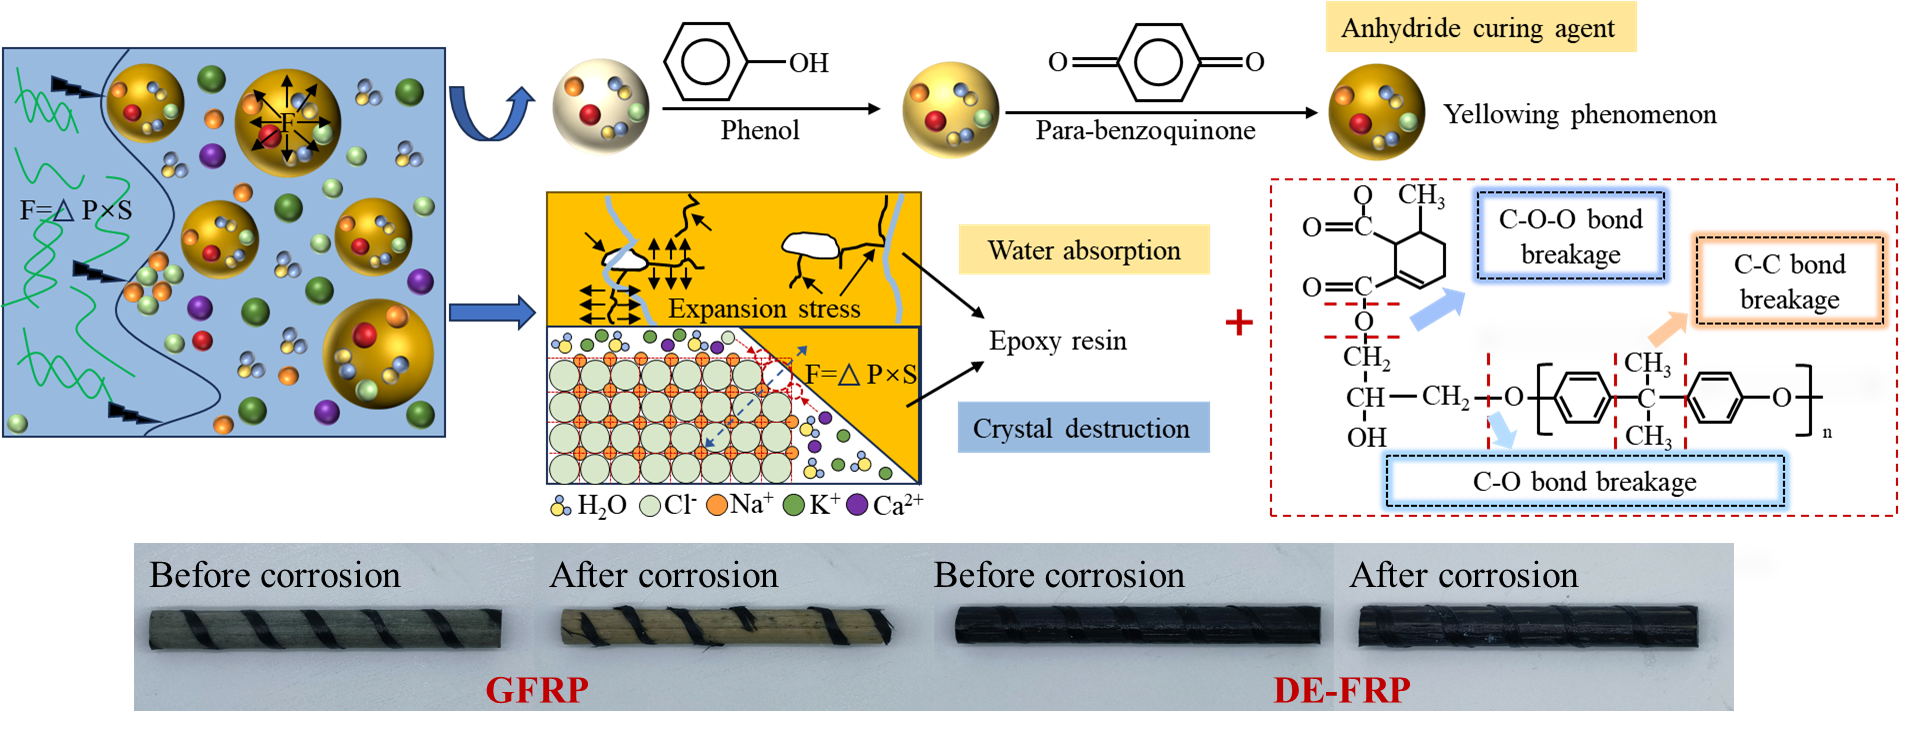 Anhydride curing agent
OH
Phenol
O
O
Para-benzoquinone
Yellowing phenomenon
F
F=△ P×S
Expansion stress
F=△ P×S
H₂O
Cl⁻
Na⁺
K⁺
Ca²⁺
Water absorption
Epoxy resin
Crystal destruction
+
O
CH₃
O
C
O
C
O
CH₂
CH
CH₂
O
OH
CH₃
C
CH₃
O
n
C-O-O bond
breakage
C-C bond
breakage
C-O bond breakage
Before corrosion
After corrosion
Before corrosion
After corrosion
GFRP
DE-FRP